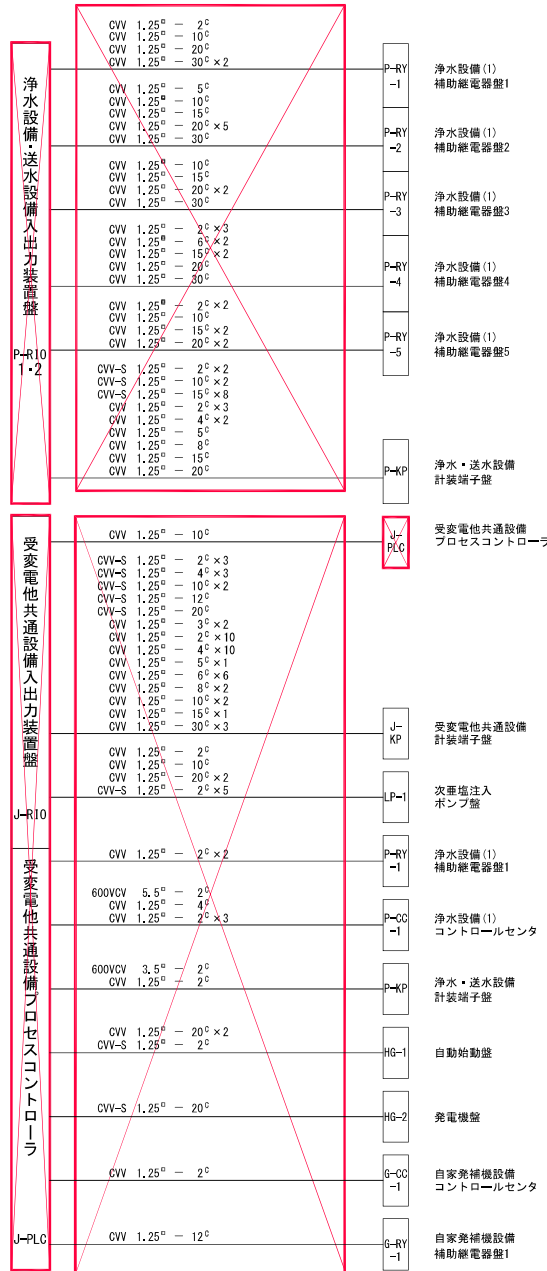 浄水設備・送水設備入出力装置盤
P-RIO
1・2
CVV 1.25□ － 2C
CVV 1.25□ － 10C
CVV 1.25□ － 20C
CVV 1.25□ － 30C×2
P-RY
-1
浄水設備(1)
補助継電器盤1
CVV 1.25□ － 5C
CVV 1.25□ － 10C
CVV 1.25□ － 15C
CVV 1.25□ － 20C×5
CVV 1.25□ － 30C
P-RY
-2
浄水設備(1)
補助継電器盤2
CVV 1.25□ － 10C
CVV 1.25□ － 15C
CVV 1.25□ － 20C×2
CVV 1.25□ － 30C
P-RY
-3
浄水設備(1)
補助継電器盤3
CVV 1.25□ － 2C×3
CVV 1.25□ － 6C×2
CVV 1.25□ － 15C×2
CVV 1.25□ － 20C
CVV 1.25□ － 30C
P-RY
-4
浄水設備(1)
補助継電器盤4
CVV 1.25□ － 2C×2
CVV 1.25□ － 10C
CVV 1.25□ － 15C×2
CVV 1.25□ － 20C×2
P-RY
-5
浄水設備(1)
補助継電器盤5
CVV-S 1.25□ － 2C×2
CVV-S 1.25□ － 10C×2
CVV-S 1.25□ － 15C×8
CVV 1.25□ － 2C×3
CVV 1.25□ － 4C×2
CVV 1.25□ － 5C
CVV 1.25□ － 8C
CVV 1.25□ － 15C
CVV 1.25□ － 20C
P-KP
浄水・送水設備
計装端子盤
受変電他共通設備入出力装置盤
J-RIO
CVV 1.25□ － 10C
J-
PLC
受変電他共通設備
プロセスコントローラ
CVV-S 1.25□ － 2C×3
CVV-S 1.25□ － 4C×3
CVV-S 1.25□ － 10C×2
CVV-S 1.25□ － 12C
CVV-S 1.25□ － 20C
CVV 1.25□ － 3C×2
CVV 1.25□ － 2C×10
CVV 1.25□ － 4C×10
CVV 1.25□ － 5C×1
CVV 1.25□ － 6C×6
CVV 1.25□ － 8C×2
CVV 1.25□ － 10C×2
CVV 1.25□ － 15C×1
CVV 1.25□ － 30C×3
J-
KP
受変電他共通設備
計装端子盤
CVV 1.25□ － 2C
CVV 1.25□ － 10C
CVV 1.25□ － 20C×2
CVV-S 1.25□ － 2C×5
LP-1
次亜塩注入
ポンプ盤
受変電他共通設備プロセスコントローラ
J-PLC
CVV 1.25□ － 2C×2
P-RY
-1
浄水設備(1)
補助継電器盤1
600VCV 5.5□ － 2C
CVV 1.25□ － 4C
CVV 1.25□ － 2C×3
P-CC
-1
浄水設備(1)
コントロールセンタ
600VCV 3.5□ － 2C
CVV 1.25□ － 2C
P-KP
浄水・送水設備
計装端子盤
CVV 1.25□ － 20C×2
CVV-S 1.25□ － 2C
HG-1
自動始動盤
CVV-S 1.25□ － 20C
HG-2
発電機盤
CVV 1.25□ － 2C
G-CC
-1
自家発補機設備
コントロールセンタ
CVV 1.25□ － 12C
G-RY
-1
自家発補機設備
補助継電器盤1